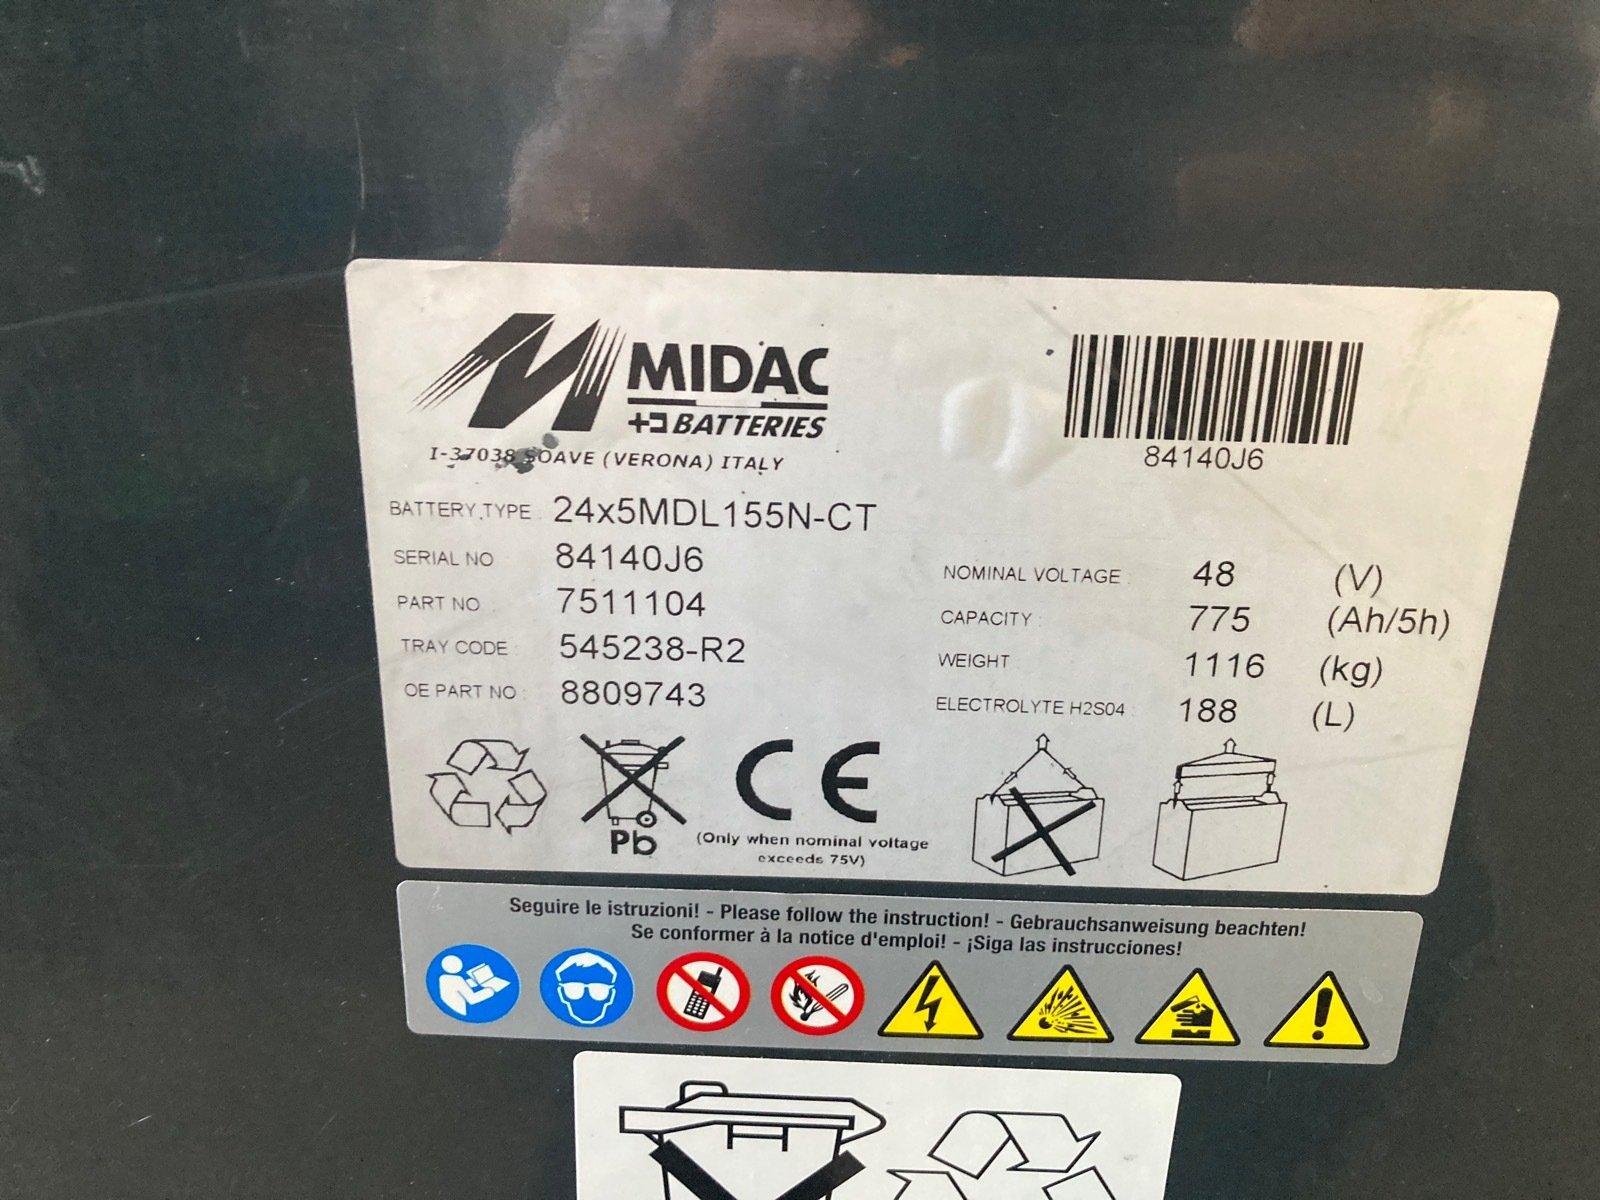 MIDAC
BATTERIES
I-37038 SOAVE (VERONA) ITALY
84140J6
BATTERY TYPE : 24x5MDL155N-CT
SERIAL NO : 84140J6
PART NO : 7511104
TRAY CODE : 545238-R2
OE PART NO : 8809743
NOMINAL VOLTAGE : 48 (V)
CAPACITY : 775 (Ah/5h)
WEIGHT : 1116 (kg)
ELECTROLYTE H2S04 : 188 (L)
Pb
CE
(Only when nominal voltage
exceeds 75V)
Seguire le istruzioni! - Please follow the instruction! - Gebrauchsanweisung beachten!
Se conformer à la notice d'emploi! - ¡Siga las instrucciones!